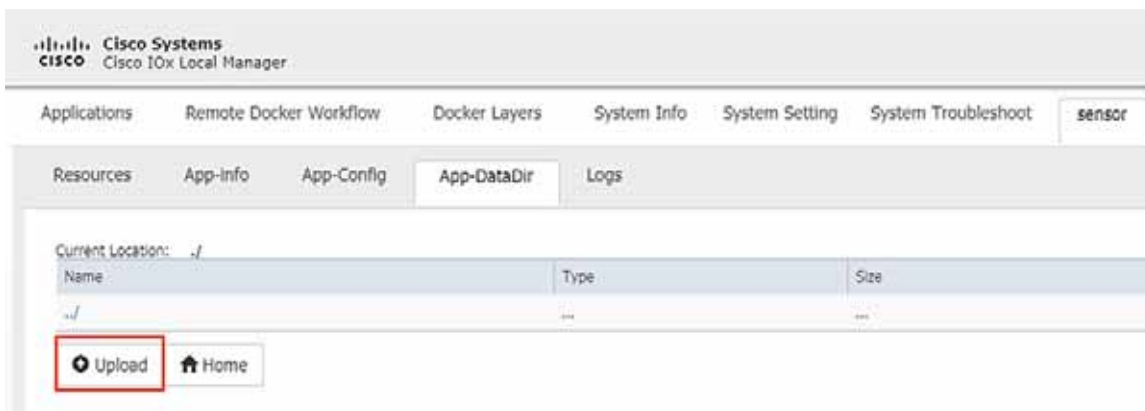 Cisco Systems
CISCO Cisco IOx Local Manager
Applications Remote Docker Workflow Docker Layers System Info System Setting System Troubleshoot sensor
Resources App-info App-Config App-DataDir Logs
Current Location: ./
Name Type Size
../ --- ---
Upload Home